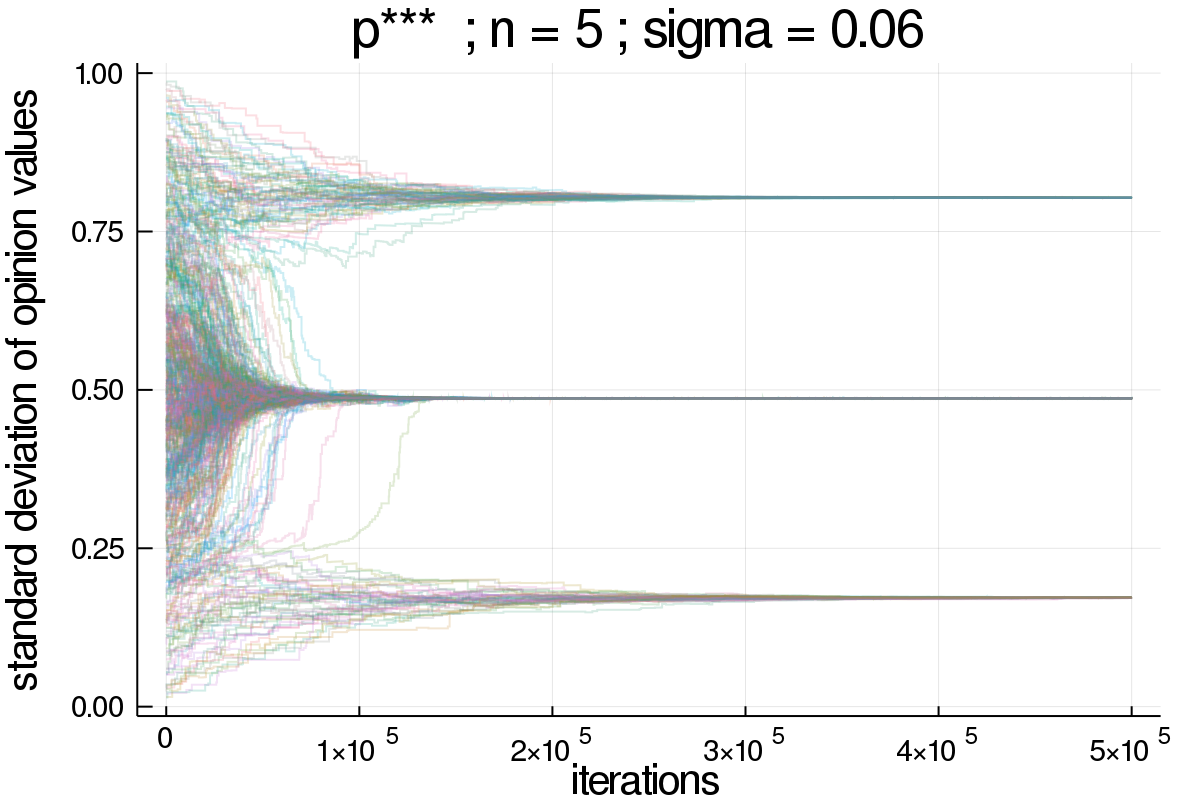 p*** ; n = 5 ; sigma = 0.06
standard deviation of opinion values
1.00
0.75
0.50
0.25
0.00
0 1×10 5 2×10 5 3×10 5 4×10 5 5×10 5
iterations